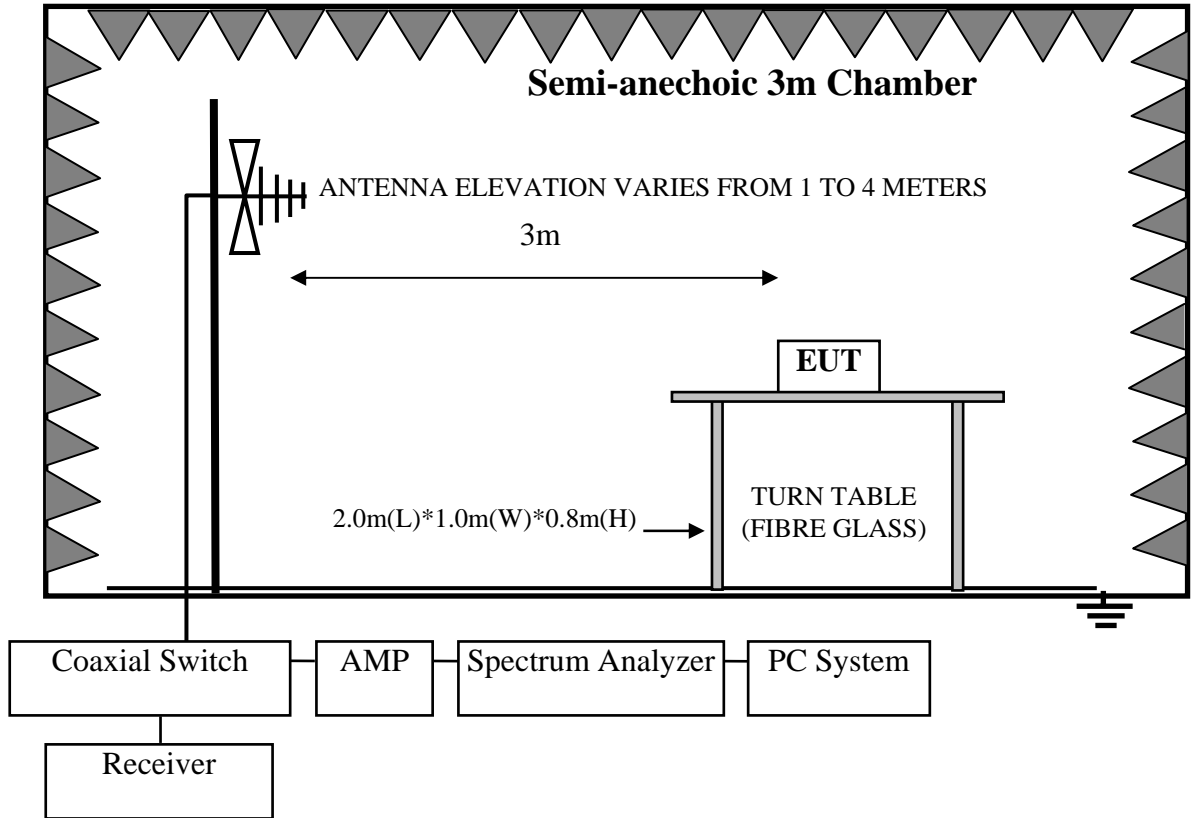 Semi-anechoic 3m Chamber
ANTENNA ELEVATION VARIES FROM 1 TO 4 METERS
3m
EUT
TURN TABLE
(FIBRE GLASS)
2.0m(L)*1.0m(W)*0.8m(H)
Coaxial Switch
AMP
Spectrum Analyzer
PC System
Receiver